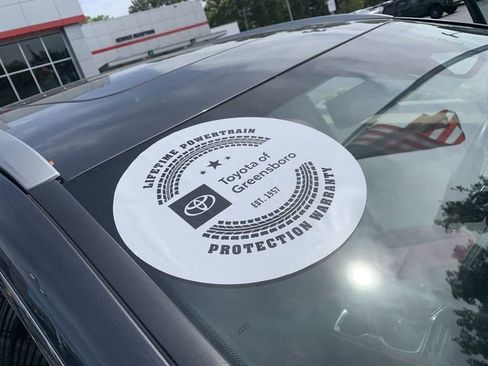 LIFETIME POWERTRAIN
Toyota of
Greensboro
EST. 1957
PROTECTION WARRANTY